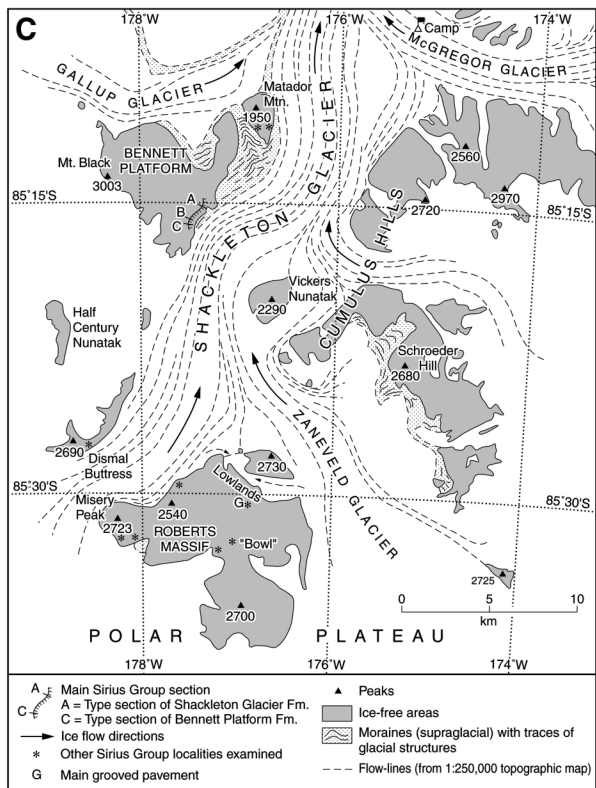 C
178°W
176°W
174°W
Camp
McGREGOR GLACIER
GALLUP GLACIER
Matador
Mtn.
1950
BENNETT
PLATFORM
Mt. Black
3003
2560
2970
2720
85°15'S
85°15'S
A
B
C
F
SHACKLETON GLACIER
CUMULUS HILLS
Vickers
Nunatak
2290
Half
Century
Nunatak
Schroeder
Hill
2680
ZANEVELD GLACIER
2690
Dismal
Buttress
2730
Lowlands
G
85°30'S
85°30'S
Misery
Peak
2723
2540
ROBERTS
MASSIF
"Bowl"
2725
2700
0 5 10
km
POLAR PLATEAU
178°W
176°W
174°W
A F Main Sirius Group section
A = Type section of Shackleton Glacier Fm.
C C = Type section of Bennett Platform Fm.
Ice flow directions
* Other Sirius Group localities examined
G Main grooved pavement
Peaks
Ice-free areas
Moraines (supraglacial) with traces of
glacial structures
Flow-lines (from 1:250,000 topographic map)